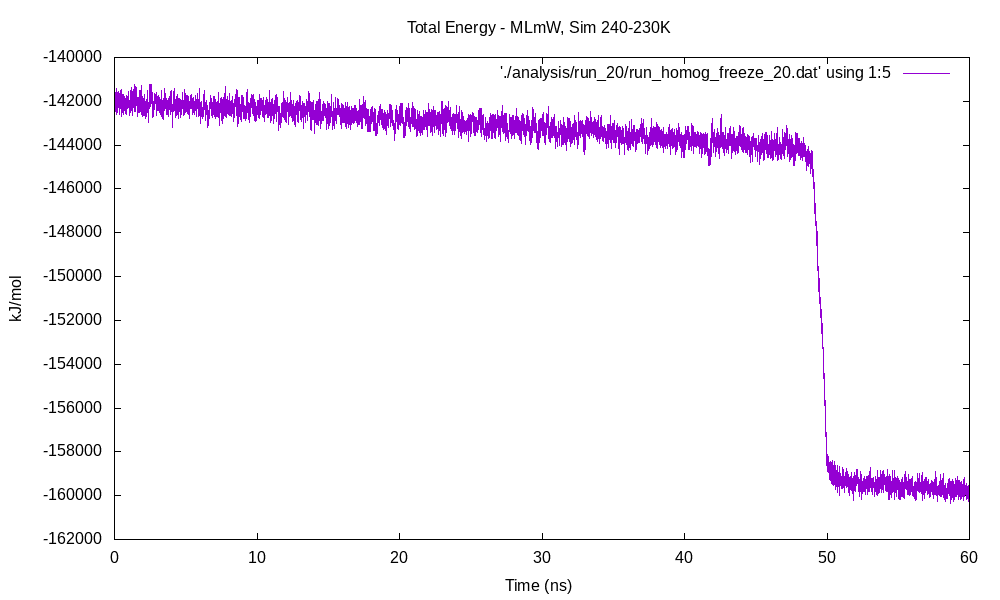 Total Energy - MLmW, Sim 240-230K
'./analysis/run_20/run_homog_freeze_20.dat' using 1:5
kJ/mol
-140000
-142000
-144000
-146000
-148000
-150000
-152000
-154000
-156000
-158000
-160000
-162000
0 10 20 30 40 50 60
Time (ns)